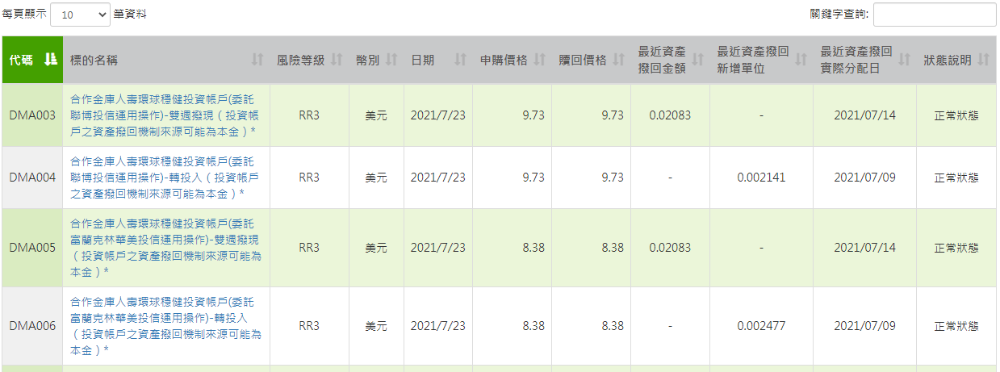 每頁顯示 10 筆資料
關鍵字查詢:
代碼 標的名稱 風險等級 幣別 日期 申購價格 贖回價格 最近資產撥回金額 最近資產撥回新增單位 最近資產撥回實際分配日 狀態說明
DMA003
合作金庫人壽環球穩健投資帳戶(委託
聯博投信運用操作)-雙週撥現（投資帳
戶之資產撥回機制來源可能為本金）*
RR3 美元 2021/7/23 9.73 9.73 0.02083 - 2021/07/14 正常狀態
DMA004
合作金庫人壽環球穩健投資帳戶(委託
聯博投信運用操作)-轉投入（投資帳戶
之資產撥回機制來源可能為本金）*
RR3 美元 2021/7/23 9.73 9.73 - 0.002141 2021/07/09 正常狀態
DMA005
合作金庫人壽環球穩健投資帳戶(委託
富蘭克林華美投信運用操作)-雙週撥現
（投資帳戶之資產撥回機制來源可能為
本金）*
RR3 美元 2021/7/23 8.38 8.38 0.02083 - 2021/07/14 正常狀態
DMA006
合作金庫人壽環球穩健投資帳戶(委託
富蘭克林華美投信運用操作)-轉投入
（投資帳戶之資產撥回機制來源可能為
本金）*
RR3 美元 2021/7/23 8.38 8.38 - 0.002477 2021/07/09 正常狀態